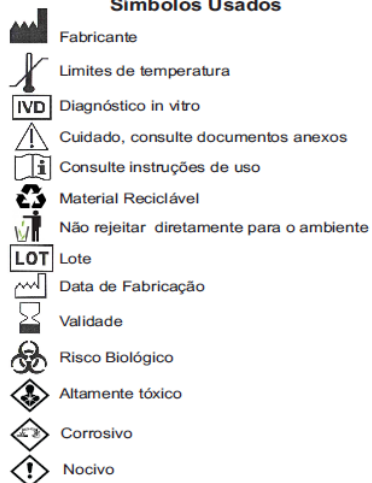 Símbolos Usados
Fabricante
Limites de temperatura
IVD Diagnóstico in vitro
Cuidado, consulte documentos anexos
i Consulte instruções de uso
Material Reciclável
Não rejeitar diretamente para o ambiente
LOT Lote
Data de Fabricação
Validade
Risco Biológico
Altamente tóxico
Corrosivo
Nocivo